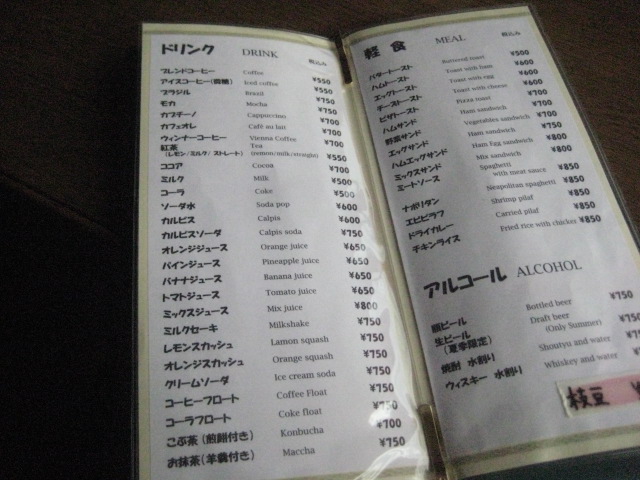 ドリンク DRINK 税込み
ブレンドコーヒー Coffee ¥550
アイスコーヒー(微糖) Iced coffee ¥550
ブラジル Brazil ¥750
モカ Mocha ¥750
カプチーノ Cappuccino ¥700
カフェオレ Café au lait ¥700
ウィンナーコーヒー Vienna Coffee ¥700
紅茶 Tea
(レモン/ミルク/ストレート) (remon/milk/straight) ¥550
ココア Cocoa ¥700
ミルク Milk ¥500
コーラ Coke ¥500
ソーダ水 Soda pop ¥600
カルピス Calpis ¥600
カルピスソーダ Calpis soda ¥750
オレンジジュース Orange juice ¥650
パインジュース Pineapple juice ¥650
バナナジュース Banana juice ¥650
トマトジュース Tomato juice ¥650
ミックスジュース Mix juice ¥800
ミルクセーキ Milkshake ¥750
レモンスカッシュ Lamon squash ¥750
オレンジスカッシュ Orange squash ¥750
クリームソーダ Ice cream soda ¥750
コーヒーフロート Coffee Float ¥750
コーラフロート Coke float ¥750
こぶ茶(煎餅付き) Konbucha ¥700
お抹茶(羊羹付き) Maccha ¥750
軽食 MEAL 税込み
バタートースト Buttered toast ¥500
ハムトースト Toast with ham ¥600
エッグトースト Toast with egg ¥600
チーズトースト Toast with cheese ¥600
ピザトースト Pizza toast ¥700
ハムサンド Ham sandwich ¥700
野菜サンド Vegetables sandwich ¥700
エッグサンド Ham sandwich ¥750
ハムエッグサンド Ham Egg sandwich ¥800
ミックスサンド Mix sandwich ¥800
ミートソース Spaghetti
with meat sauce ¥850
ナポリタン Neapolitan spaghetti ¥850
エビピラフ Shrimp pilaf ¥850
ドライカレー Carried pilaf ¥850
チキンライス Fried rice with chicken ¥850
アルコール ALCOHOL
瓶ビール Bottled beer ¥750
生ビール Draft beer ¥750
(夏季限定) (Only Summer)
焼酎 水割り Shouiyu and water
ウィスキー 水割り Whiskey and water
枝豆 ¥